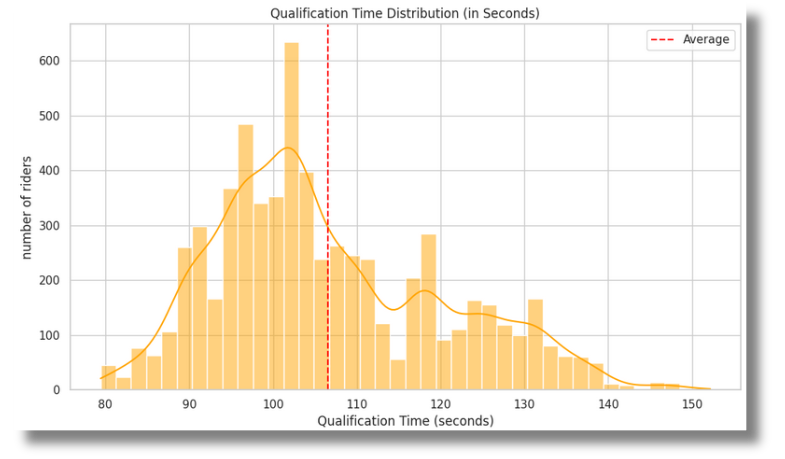 Qualification Time Distribution (in Seconds)
Average
number of riders
600
500
400
300
200
100
0
80 90 100 110 120 130 140 150
Qualification Time (seconds)